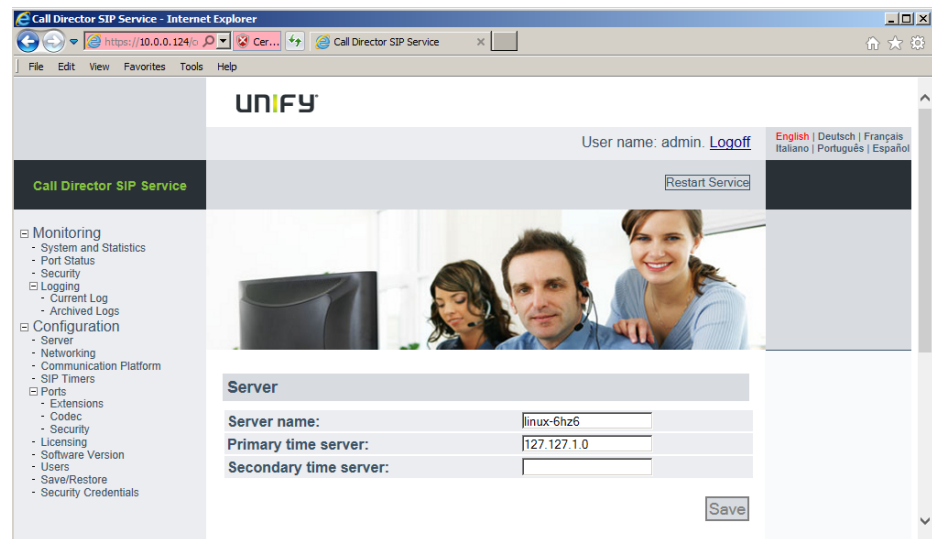 Call Director SIP Service - Internet Explorer
https://10.0.0.124/o Cer... Call Director SIP Service
File Edit View Favorites Tools Help
UNIFY
User name: admin. Logoff
English | Deutsch | Français
Italiano | Português | Español
Call Director SIP Service
Restart Service
Monitoring
- System and Statistics
- Port Status
- Security
Logging
- Current Log
- Archived Logs
Configuration
- Server
- Networking
- Communication Platform
- SIP Timers
Ports
- Extensions
- Codec
- Security
- Licensing
- Software Version
- Users
- Save/Restore
- Security Credentials
Server
Server name: linux-6hz6
Primary time server: 127.127.1.0
Secondary time server:
Save